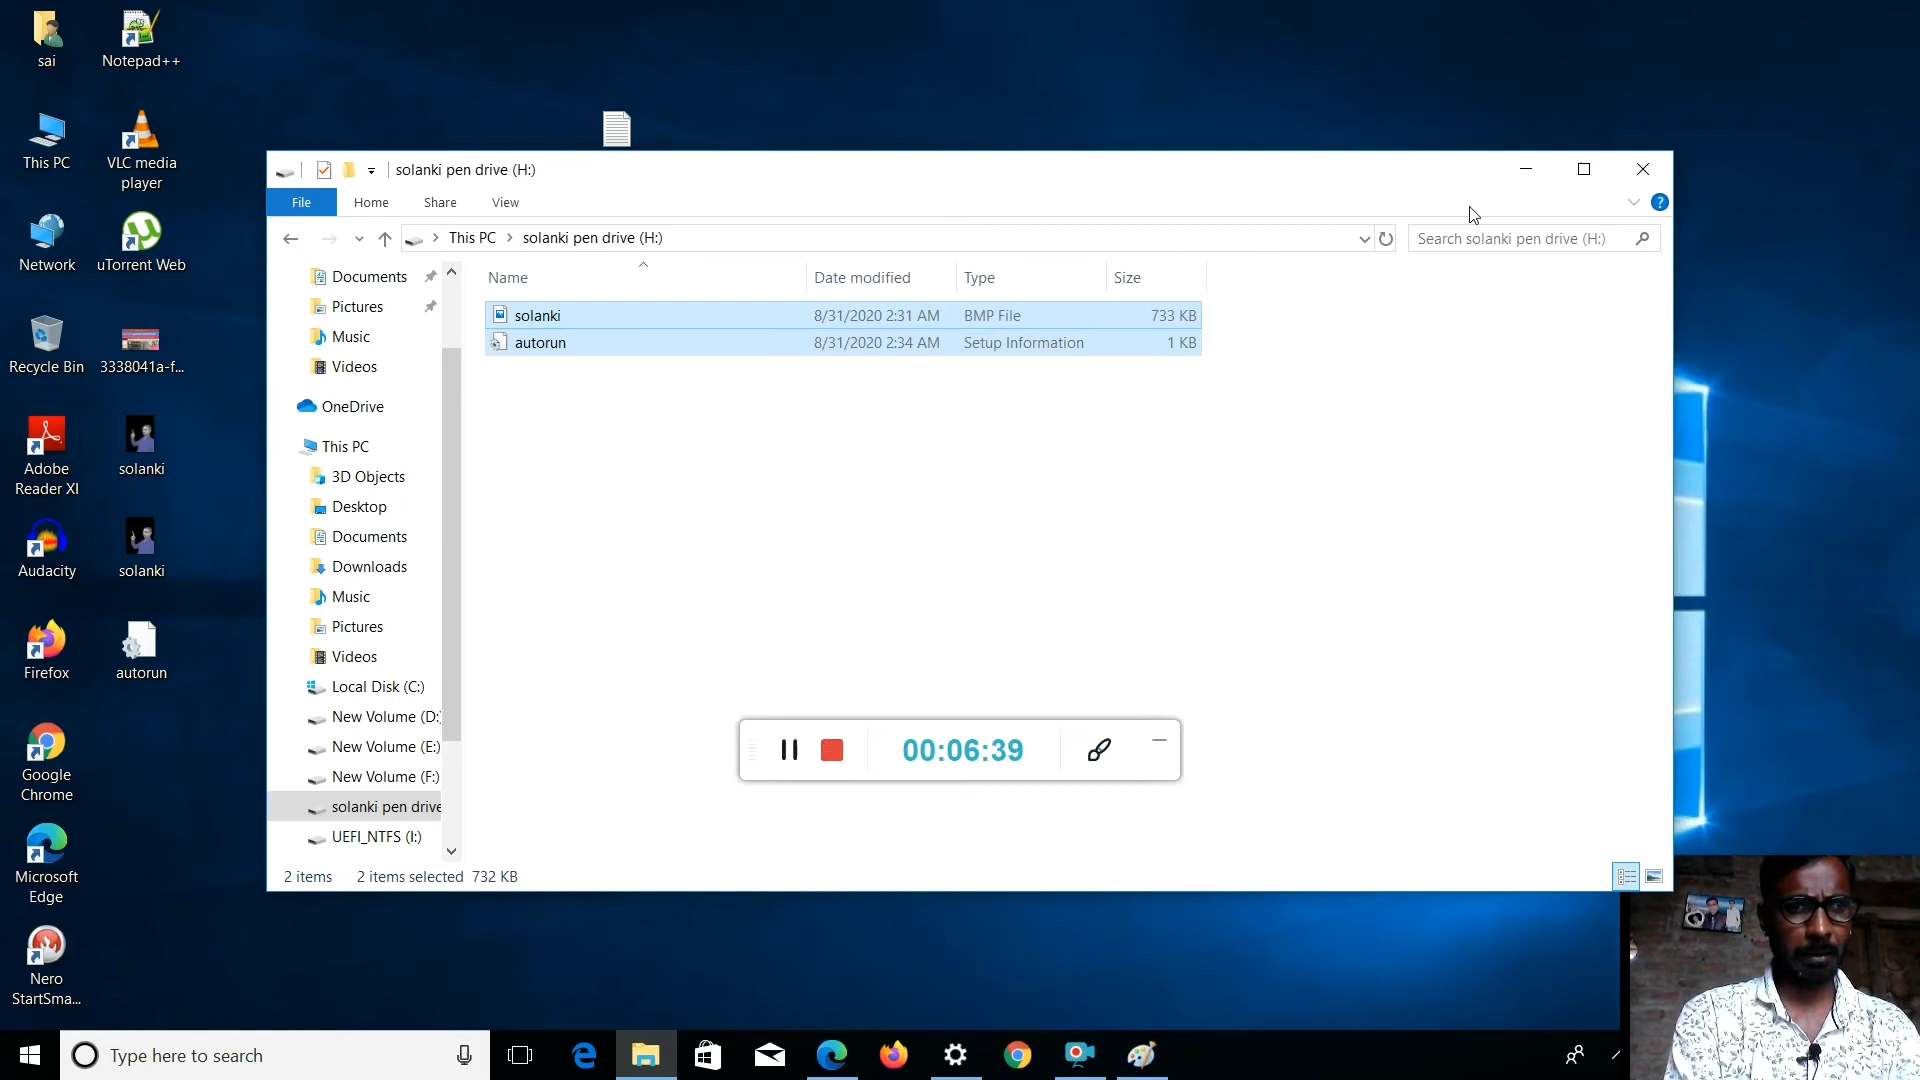 sai
Notepad++
This PC
VLC media
player
Network
uTorrent Web
Recycle Bin
3338041a-f...
Adobe
Reader XI
solanki
Audacity
solanki
Firefox
autorun
Google
Chrome
Microsoft
Edge
Nero
StartSma...
solanki pen drive (H:)
File
Home
Share
View
?
This PC
solanki pen drive (H:)
Search solanki pen drive (H:)
Documents
Pictures
Music
Videos
OneDrive
This PC
3D Objects
Desktop
Documents
Downloads
Music
Pictures
Videos
Local Disk (C:)
New Volume (D:
New Volume (E:)
New Volume (F:)
solanki pen drive
UEFI_NTFS (I:)
Name
Date modified
Type
Size
solanki
8/31/2020 2:31 AM
BMP File
733 KB
autorun
8/31/2020 2:34 AM
Setup Information
1 KB
00:06:39
2 items
2 items selected 732 KB
Type here to search